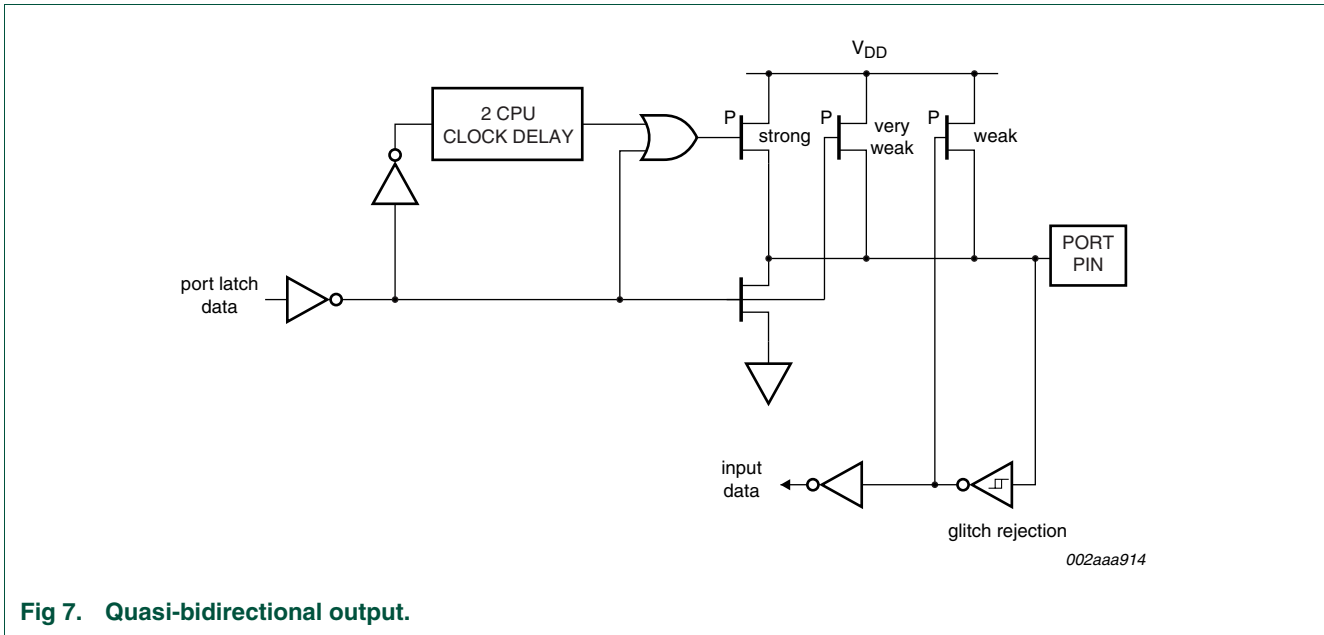 V_DD
2 CPU
CLOCK DELAY
P
strong
P
very
weak
P
weak
PORT
PIN
port latch
data
input
data
glitch rejection
002aaa914
Fig 7. Quasi-bidirectional output.